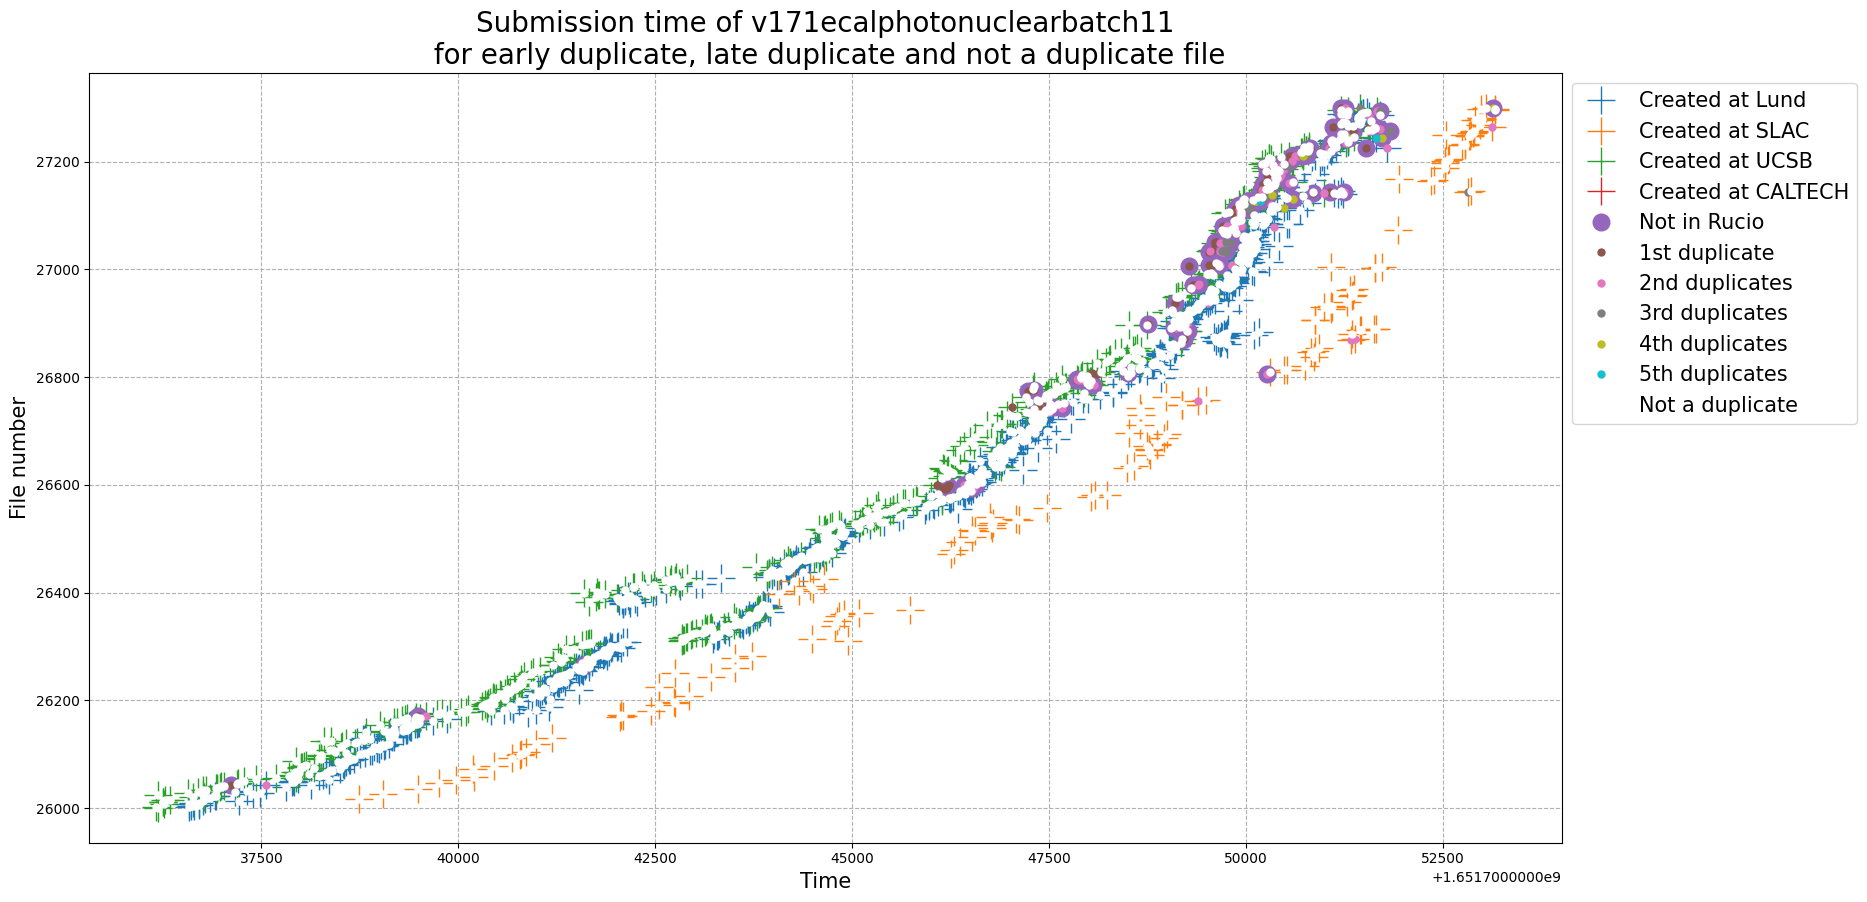 Submission time of v171ecalphotonuclearbatch11
for early duplicate, late duplicate and not a duplicate file
Created at Lund
Created at SLAC
Created at UCSB
Created at CALTECH
Not in Rucio
1st duplicate
2nd duplicates
3rd duplicates
4th duplicates
5th duplicates
Not a duplicate
File number
27200
27000
26800
26600
26400
26200
26000
37500
40000
42500
45000
47500
50000
52500
Time
+1.6517000000e9